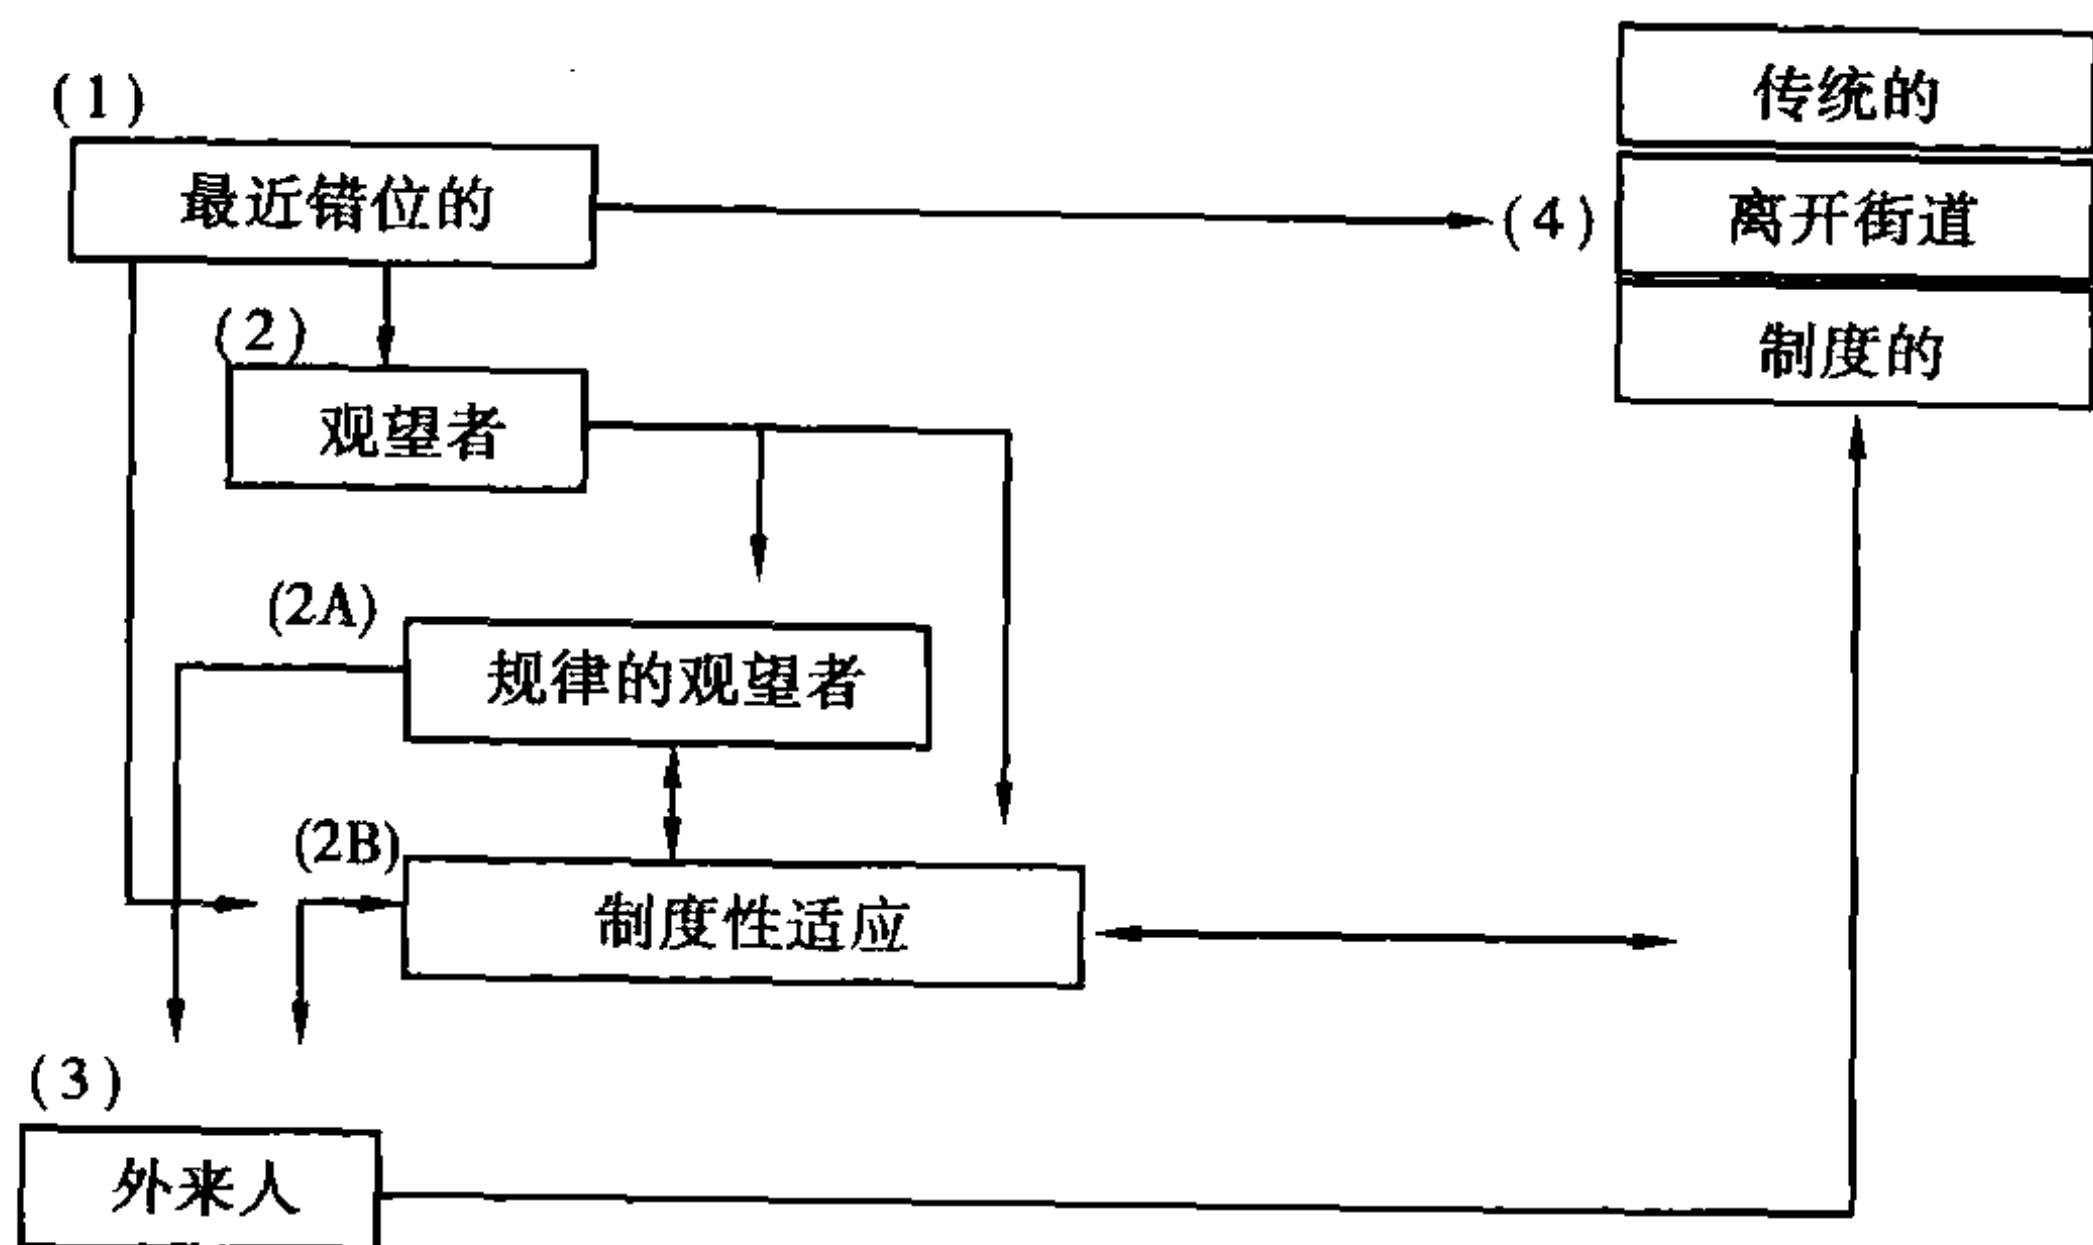 (1)
最近错位的
传统的
(4)
离开街道
制度的
(2)
观望者
(2A)
规律的观望者
(2B)
制度性适应
(3)
外来人